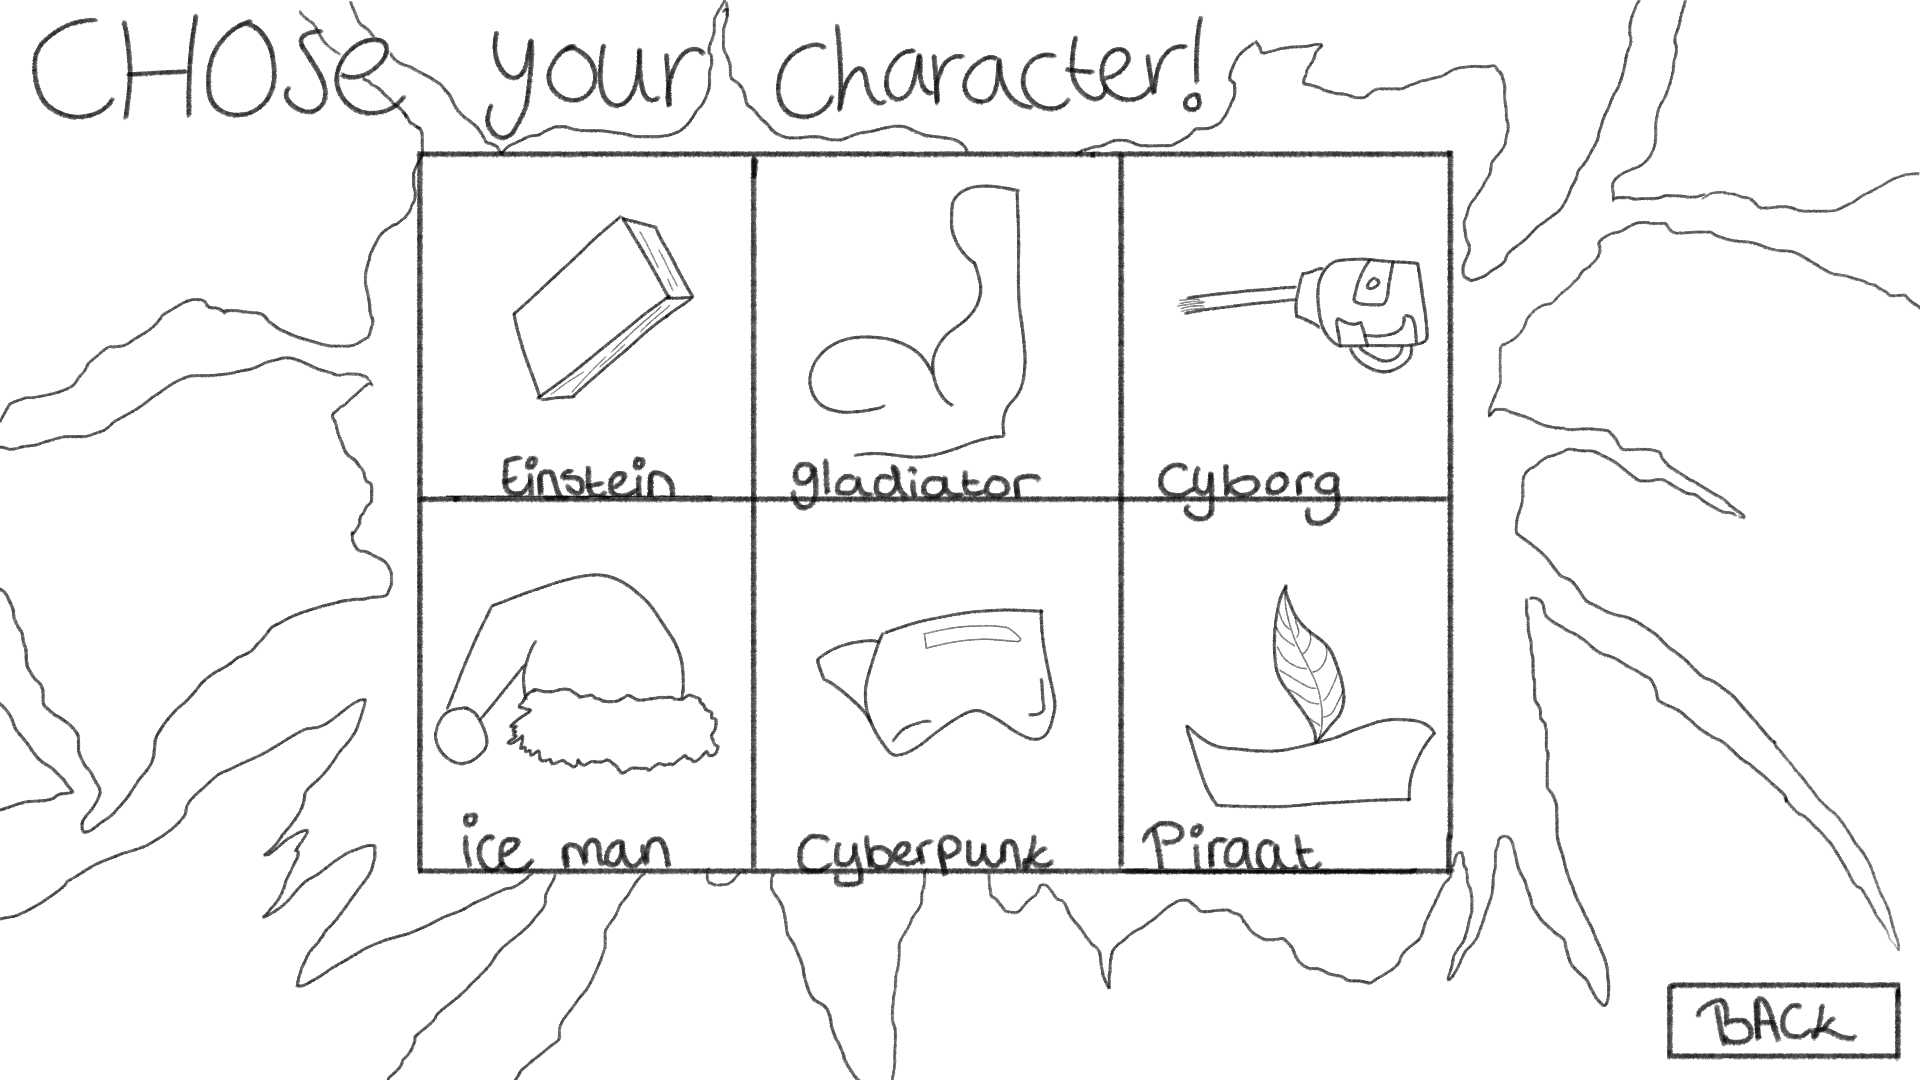 CHOSe your character!
Einstein
gladiator
Cyborg
ice man
Cyberpunk
Piraat
BACK